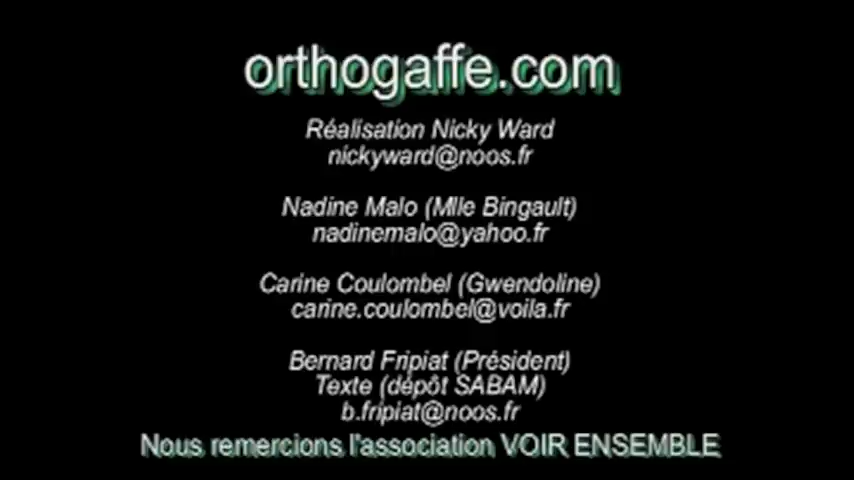 orthogaffe.com
Réalisation Nicky Ward
nickyward@noos.fr
Nadine Malo (Mlle Bingault)
nadinemalo@yahoo.fr
Carine Coulombel (Gwendoline)
carine.coulombel@voila.fr
Bernard Fripiat (Président)
Texte (dépôt SABAM)
b.fripiat@noos.fr
Nous remercions l'association VOIR ENSEMBLE